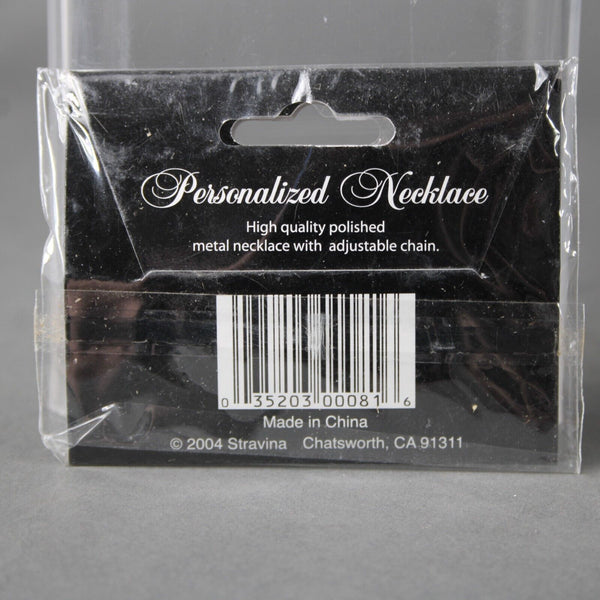 Personalized Necklace
High quality polished
metal necklace with adjustable chain.
0 35203 00081 6
Made in China
© 2004 Stravina Chatsworth, CA 91311